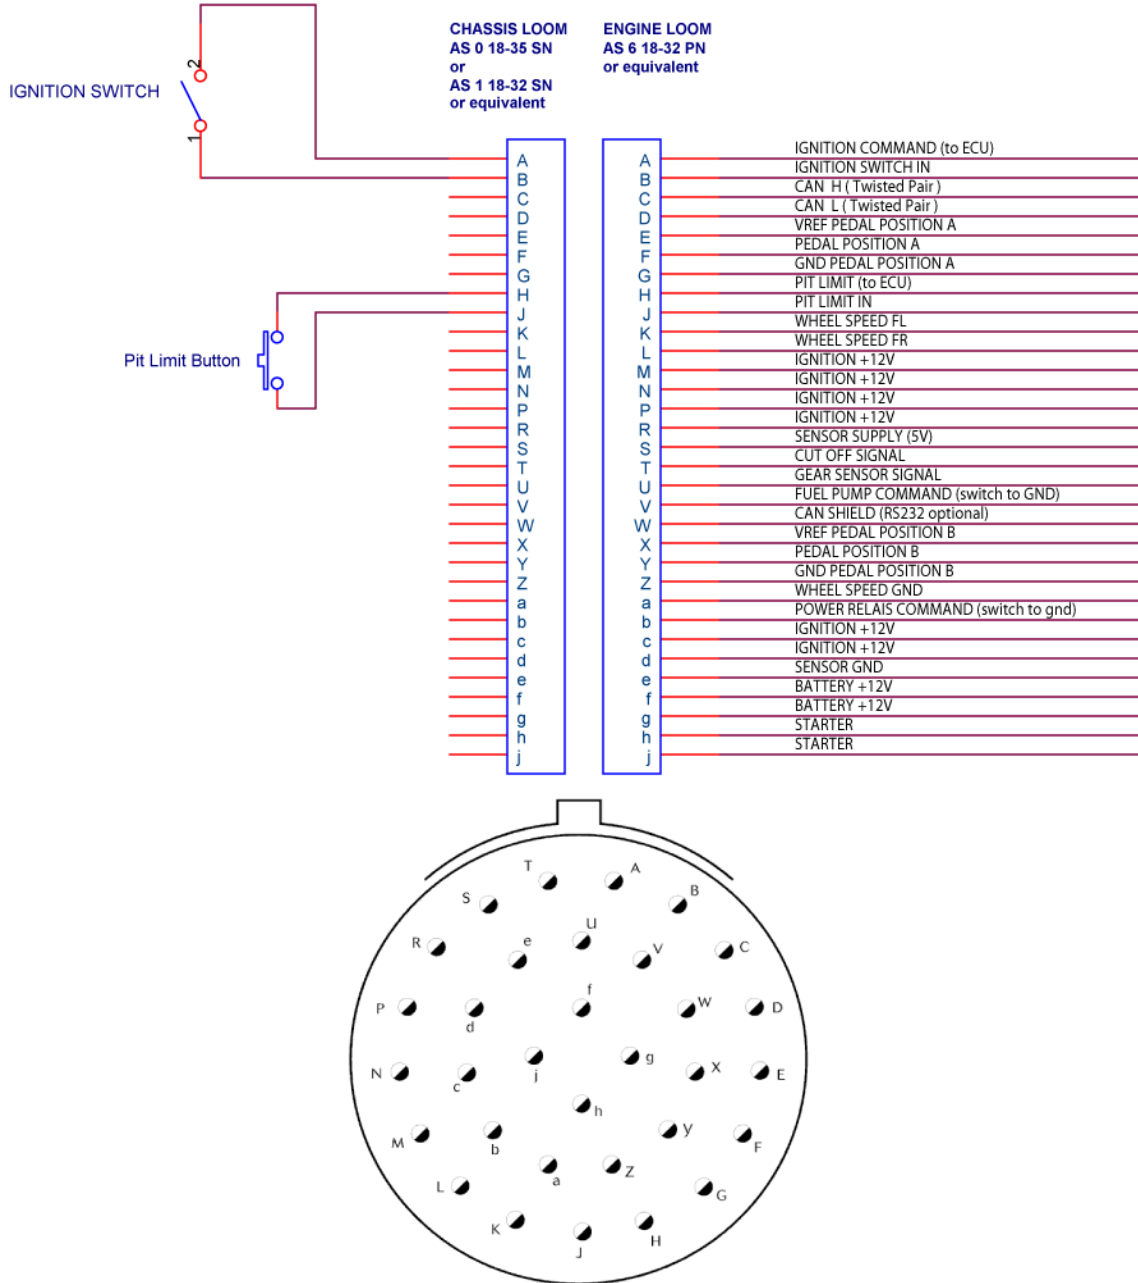 CHASSIS LOOM
AS 0 18-35 SN
or
AS 1 18-32 SN
or equivalent
ENGINE LOOM
AS 6 18-32 PN
or equivalent
IGNITION SWITCH
2
1
Pit Limit Button
A A IGNITION COMMAND (to ECU)
B B IGNITION SWITCH IN
C C CAN H ( Twisted Pair )
D D CAN L ( Twisted Pair )
E E VREF PEDAL POSITION A
F F PEDAL POSITION A
G G GND PEDAL POSITION A
H H PIT LIMIT (to ECU)
J J PIT LIMIT IN
K K WHEEL SPEED FL
L L WHEEL SPEED FR
M M IGNITION +12V
N N IGNITION +12V
P P IGNITION +12V
R R IGNITION +12V
S S SENSOR SUPPLY (5V)
T T CUT OFF SIGNAL
U U GEAR SENSOR SIGNAL
V V FUEL PUMP COMMAND (switch to GND)
W W CAN SHIELD (RS232 optional)
X X VREF PEDAL POSITION B
Y Y PEDAL POSITION B
Z Z GND PEDAL POSITION B
a a WHEEL SPEED GND
b b POWER RELAIS COMMAND (switch to gnd)
c c IGNITION +12V
d d IGNITION +12V
e e SENSOR GND
f f BATTERY +12V
g g BATTERY +12V
h h STARTER
j j STARTER
T A
S B
U
R e V C
f
P d W D
N c j g X E
h
M b y F
a Z
L G
K J H